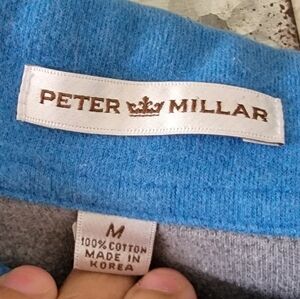 PETER MILLAR
M
100% COTTON
MADE IN
KOREA